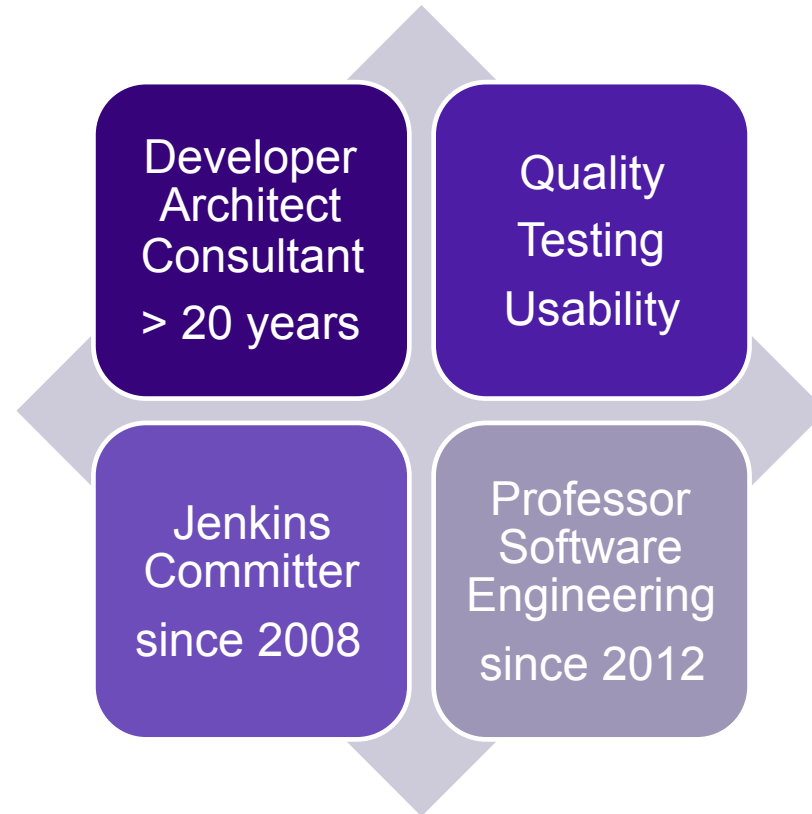 Developer
Architect
Consultant
> 20 years
Quality
Testing
Usability
Jenkins
Committer
since 2008
Professor
Software
Engineering
since 2012